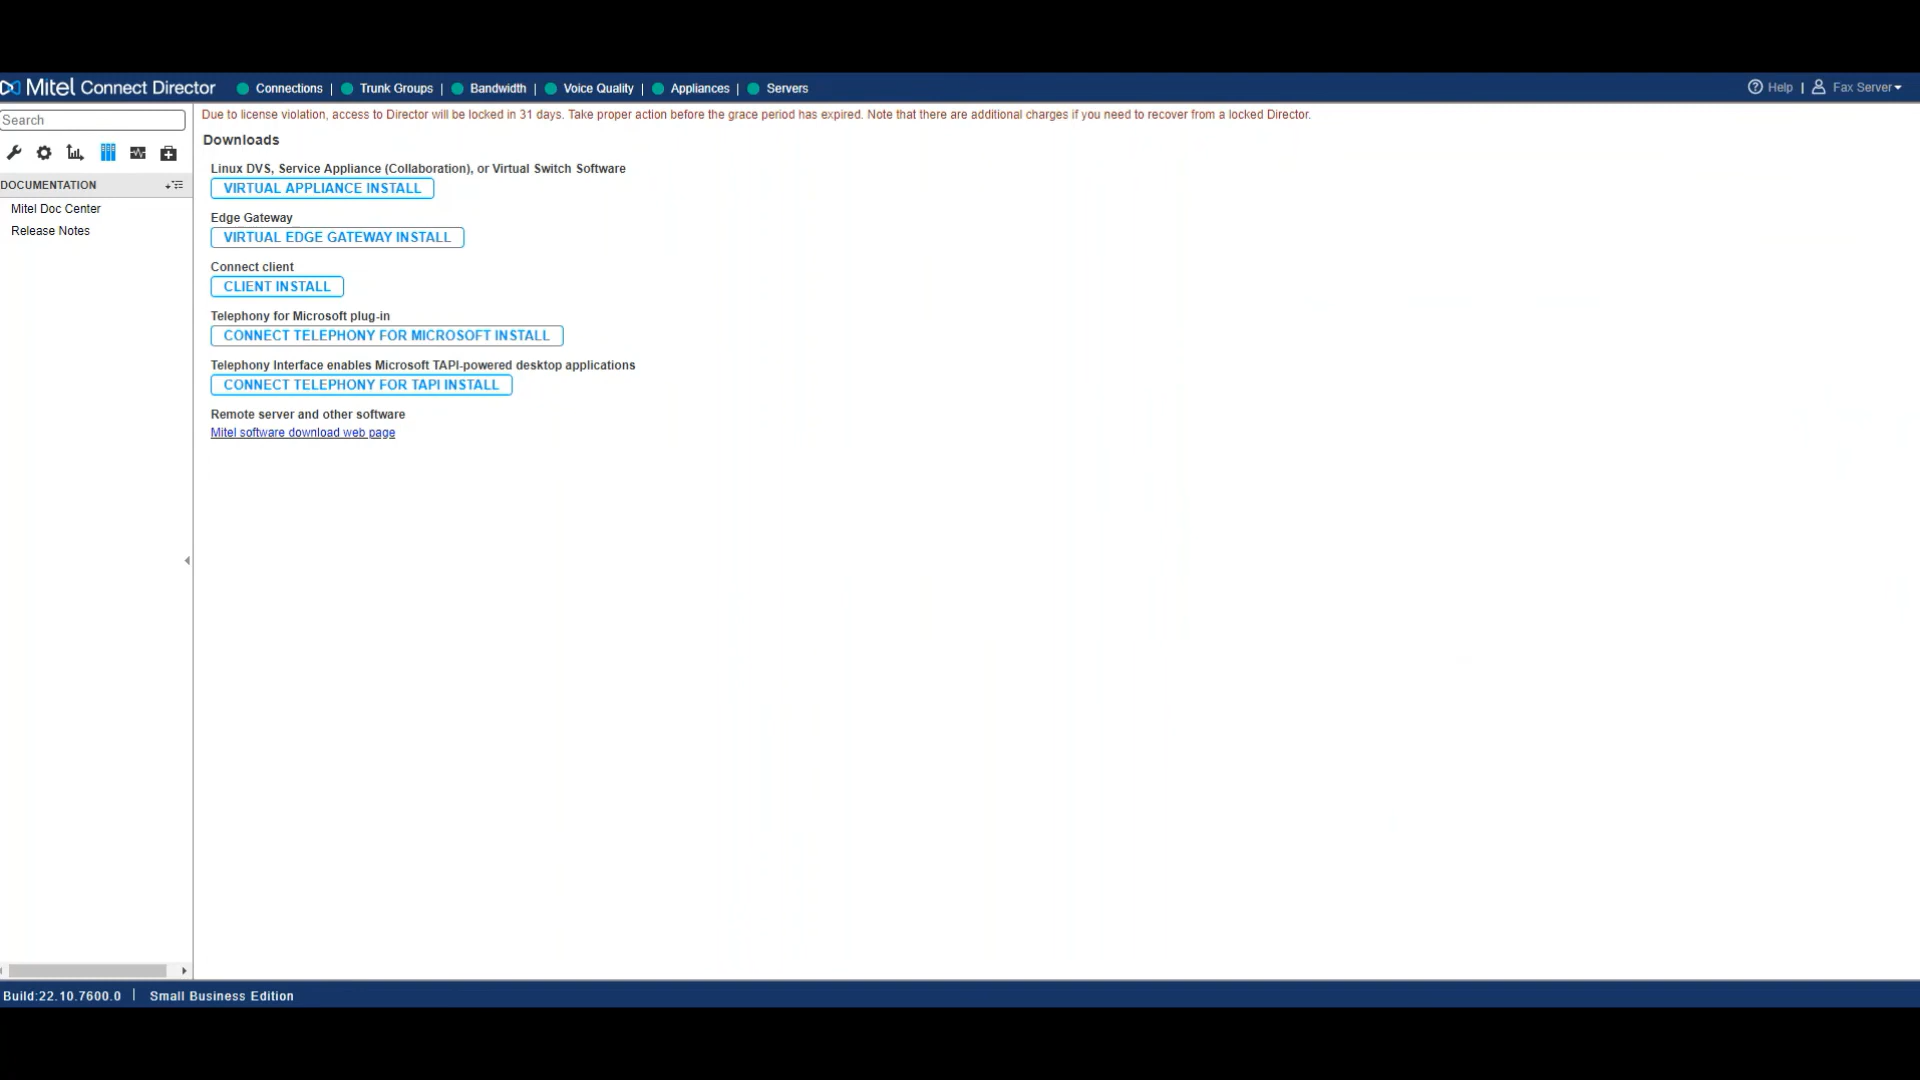 Mitel Connect Director Connections | Trunk Groups | Bandwidth | Voice Quality | Appliances | Servers Help | Fax Server
Search
Due to license violation, access to Director will be locked in 31 days. Take proper action before the grace period has expired. Note that there are additional charges if you need to recover from a locked Director.
DOCUMENTATION
Mitel Doc Center
Release Notes
Downloads
Linux DVS, Service Appliance (Collaboration), or Virtual Switch Software
VIRTUAL APPLIANCE INSTALL
Edge Gateway
VIRTUAL EDGE GATEWAY INSTALL
Connect client
CLIENT INSTALL
Telephony for Microsoft plug-in
CONNECT TELEPHONY FOR MICROSOFT INSTALL
Telephony Interface enables Microsoft TAPI-powered desktop applications
CONNECT TELEPHONY FOR TAPI INSTALL
Remote server and other software
Mitel software download web page
Build:22.10.7600.0 | Small Business Edition